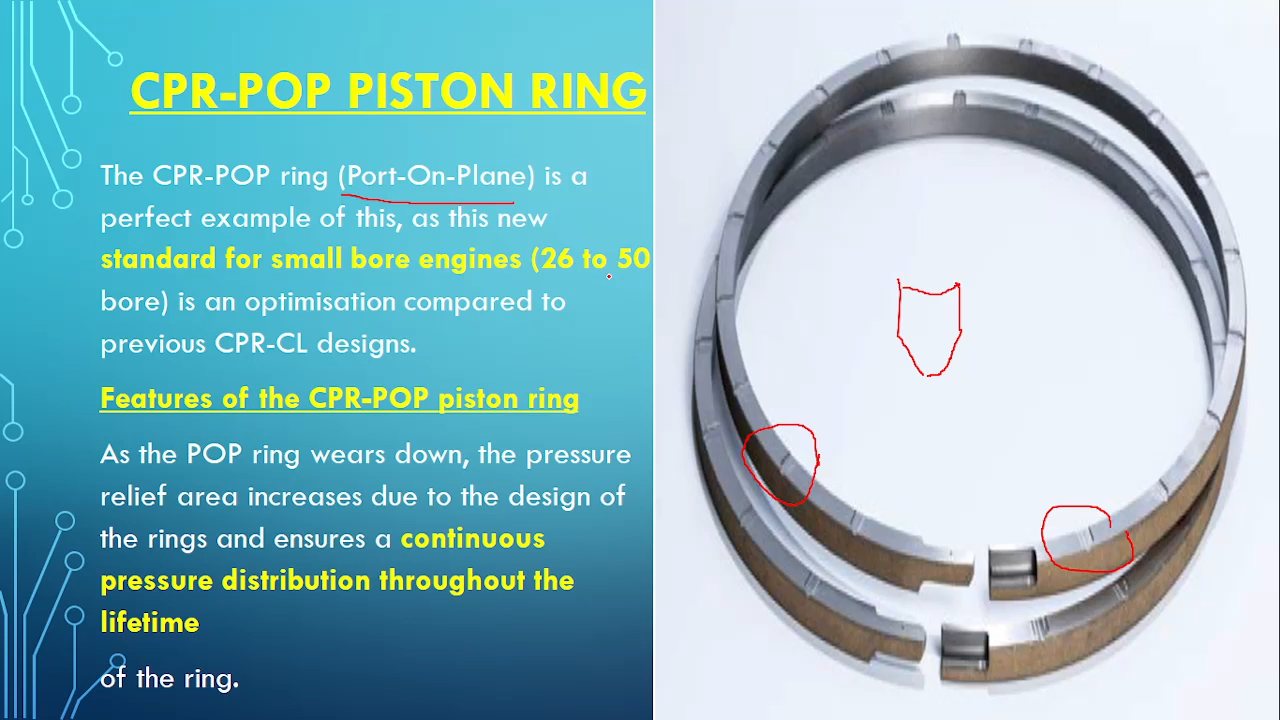 CPR-POP PISTON RING
The CPR-POP ring (Port-On-Plane) is a
perfect example of this, as this new
standard for small bore engines (26 to 50
bore) is an optimisation compared to
previous CPR-CL designs.
Features of the CPR-POP piston ring
As the POP ring wears down, the pressure
relief area increases due to the design of
the rings and ensures a continuous
pressure distribution throughout the
lifetime
of the ring.